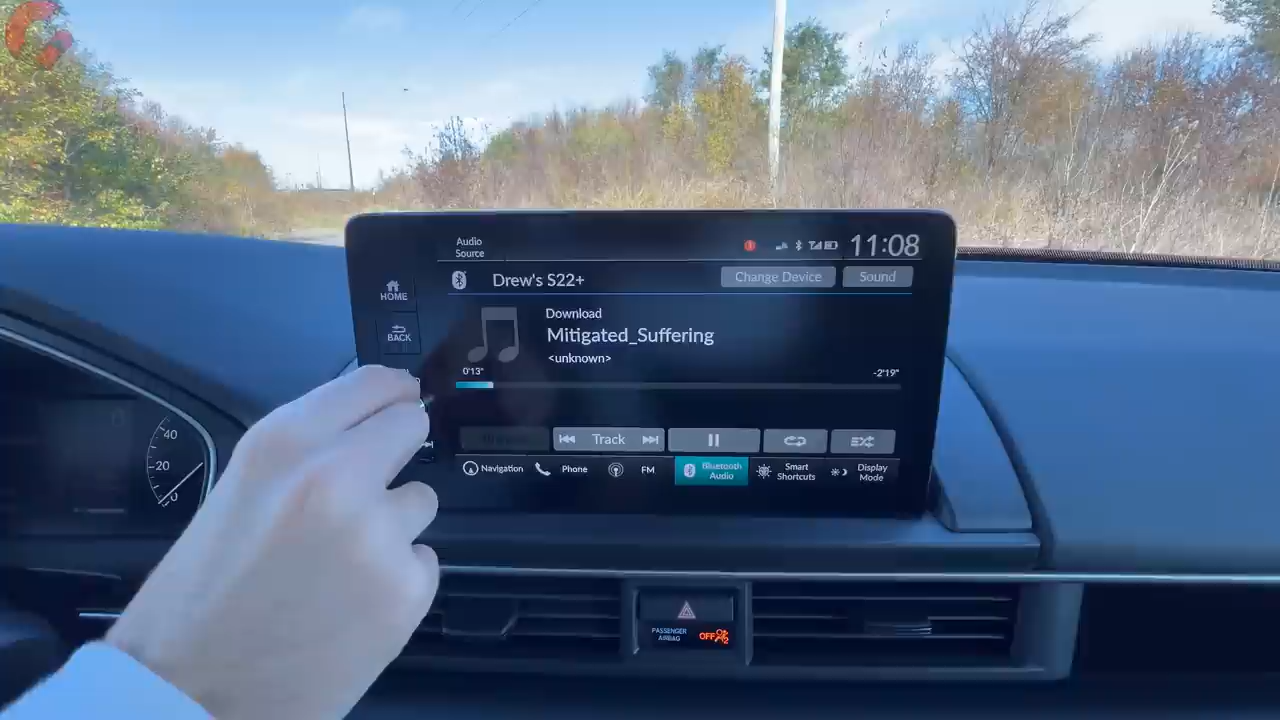 Audio
Source
11:08
HOME
Drew's S22+
Change Device
Sound
BACK
Download
Mitigated_Suffering
<unknown>
0'13"
-2'19"
Track
Navigation
Phone
FM
Bluetooth
Audio
Smart
Shortcuts
Display
Mode
40
20
0
PASSENGER
AIRBAG
OFF